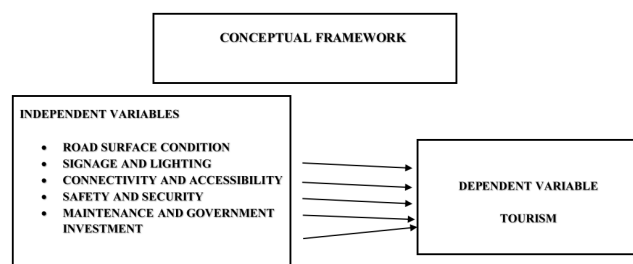 CONCEPTUAL FRAMEWORK
INDEPENDENT VARIABLES
• ROAD SURFACE CONDITION
• SIGNAGE AND LIGHTING
• CONNECTIVITY AND ACCESSIBILITY
• SAFETY AND SECURITY
• MAINTENANCE AND GOVERNMENT
INVESTMENT
DEPENDENT VARIABLE
TOURISM